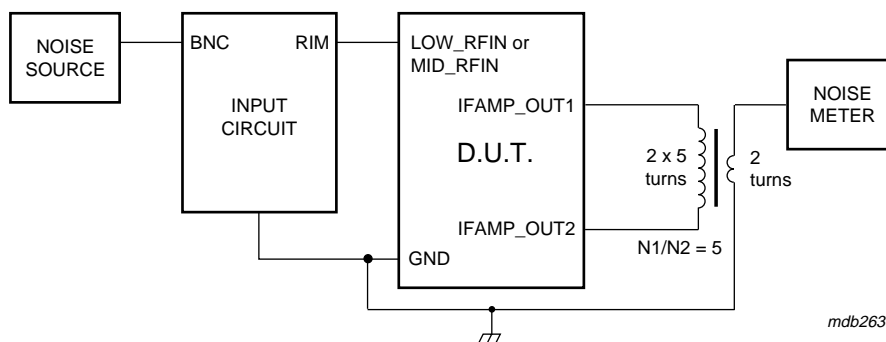 NOISE
SOURCE
BNC
RIM
INPUT
CIRCUIT
LOW_RFIN or
MID_RFIN
IFAMP_OUT1
D.U.T.
IFAMP_OUT2
GND
2 x 5
turns
2
turns
N1/N2 = 5
NOISE
METER
mdb263